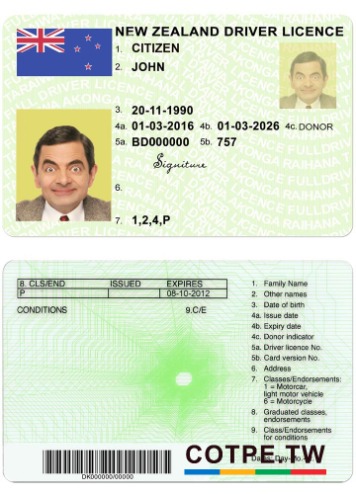 NEW ZEALAND DRIVER LICENCE
1. CITIZEN
2. JOHN
3. 20-11-1990
4a. 01-03-2016 4b. 01-03-2026 4c. DONOR
5a. BD000000 5b. 757
Signiture
6.
7. 1,2,4,P
8. CLS/END ISSUED EXPIRES
P 08-10-2012
CONDITIONS 9.C/E
1. Family Name
2. Other names
3. Date of birth
4a. Issue date
4b. Expiry date
4c. Donor indicator
5a. Driver licence No.
5b. Card version No.
6. Address
7. Classes/Endorsements:
1 = Motorcar,
light motor vehicle
6 = Motorcycle
8. Graduated classes,
endorsements
9. Classes/Endorsements
for conditions
DK000000/00000
COTPE.TW